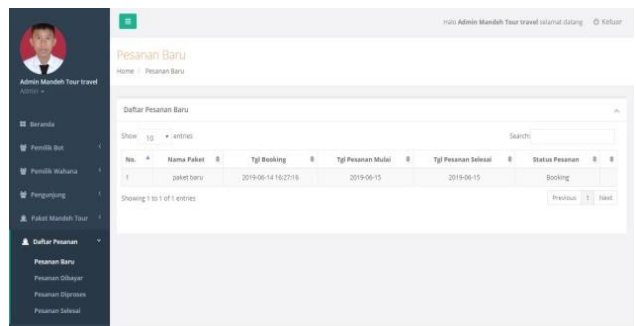 Halo Admin Mandeh Tour travel selamat datang Keluar
Pesanan Baru
Home / Pesanan Baru
Admin Mandeh Tour travel
Admin
Beranda
Pemilik Bot
Pemilik Wahana
Pengunjung
Paket Mandeh Tour
Daftar Pesanan
Pesanan Baru
Pesanan Dibayar
Pesanan Diproses
Pesanan Selesai
Daftar Pesanan Baru
Show 10 entries Search:
No. Nama Paket Tgl Booking Tgl Pesanan Mulai Tgl Pesanan Selesai Status Pesanan
1 paket baru 2019-06-14 16:27:16 2019-06-15 2019-06-15 Booking
Showing 1 to 1 of 1 entries Previous 1 Next